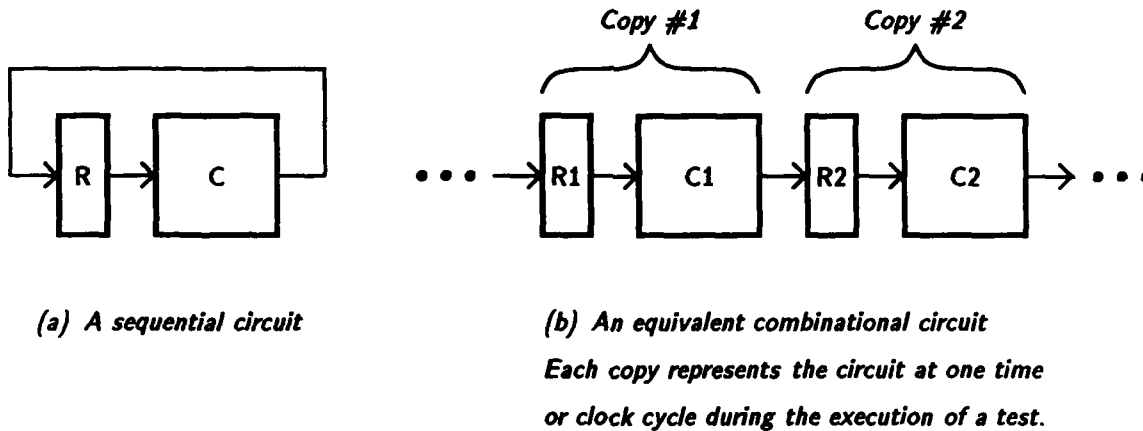 Copy #1
Copy #2
R
C
R1
C1
R2
C2
(a) A sequential circuit
(b) An equivalent combinational circuit
Each copy represents the circuit at one time
or clock cycle during the execution of a test.